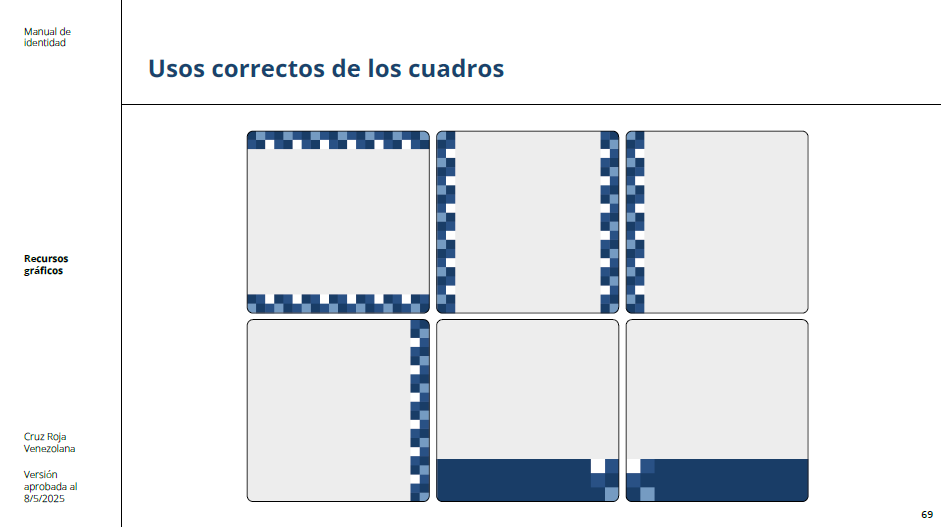 Manual de
identidad
Usos correctos de los cuadros
Recursos
gráficos
Cruz Roja
Venezolana
Versión
aprobada al
8/5/2025
69